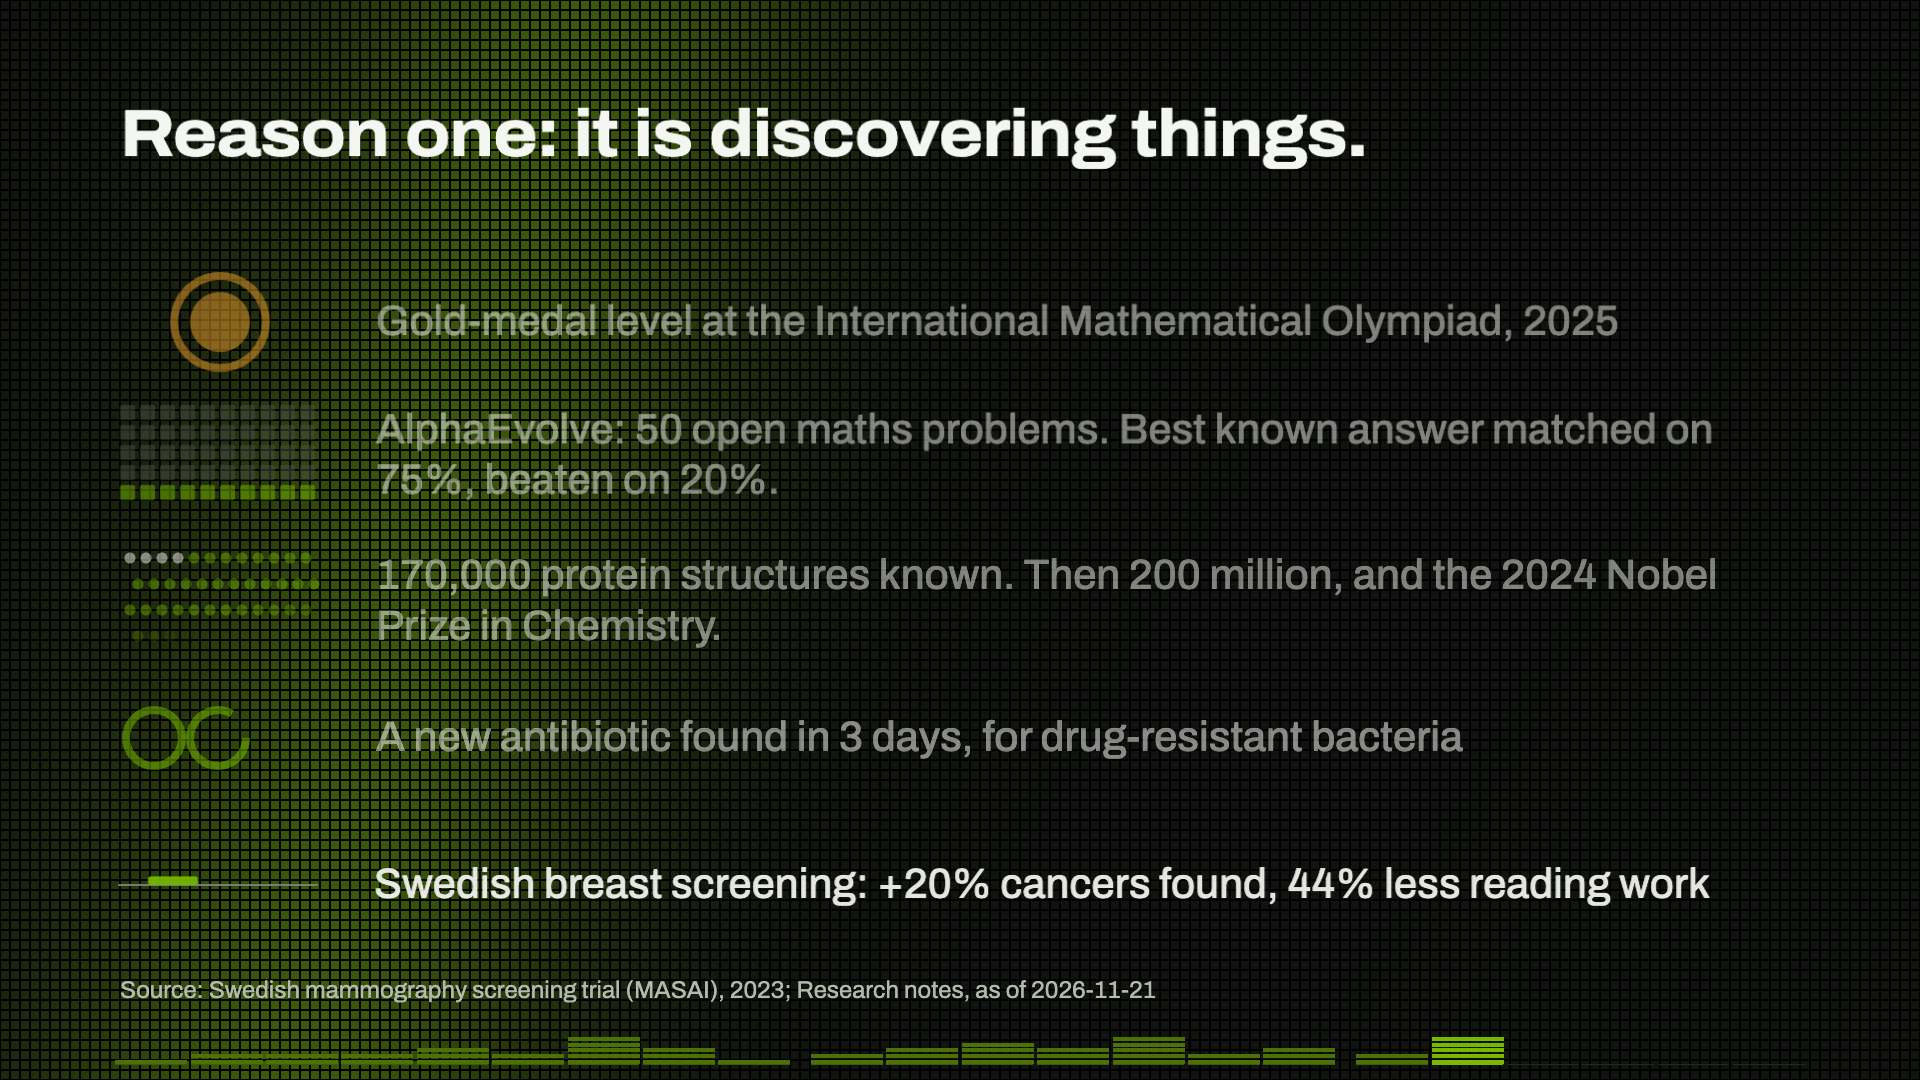 Reason one: it is discovering things.
Gold-medal level at the International Mathematical Olympiad, 2025
AlphaEvolve: 50 open maths problems. Best known answer matched on
75%, beaten on 20%.
170,000 protein structures known. Then 200 million, and the 2024 Nobel
Prize in Chemistry.
A new antibiotic found in 3 days, for drug-resistant bacteria
Swedish breast screening: +20% cancers found, 44% less reading work
Source: Swedish mammography screening trial (MASAI), 2023; Research notes, as of 2026-11-21